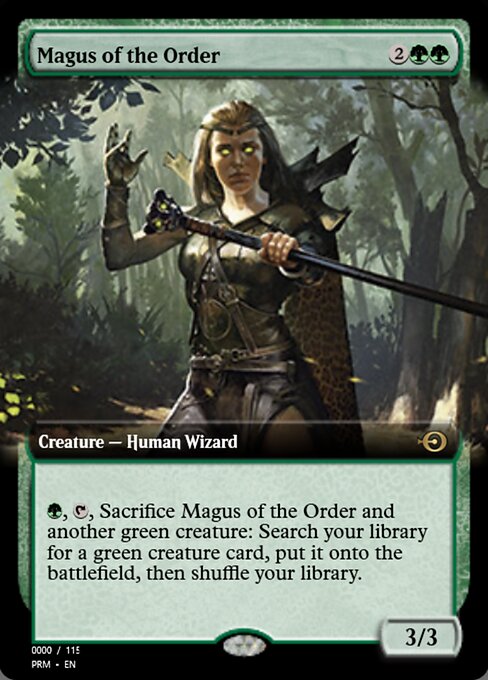 Magus of the Order 2
Creature — Human Wizard
, , Sacrifice Magus of the Order and
another green creature: Search your library
for a green creature card, put it onto the
battlefield, then shuffle your library.
3/3
0000 / 115
PRM • EN